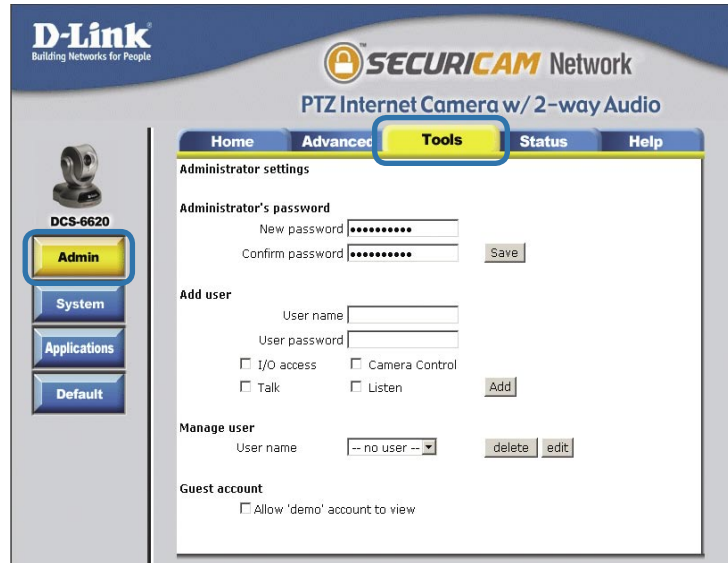 D-Link
Building Networks for People
SECURICAM Network
PTZ Internet Camera w/ 2-way Audio
Home Advanced Tools Status Help
DCS-6620
Admin
System
Applications
Default
Administrator settings
Administrator's password
New password ••••••••••
Confirm password •••••••••• Save
Add user
User name
User password
I/O access Camera Control
Talk Listen Add
Manage user
User name -- no user -- delete edit
Guest account
Allow 'demo' account to view